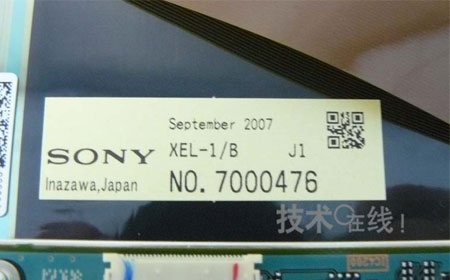 September 2007
SONY XEL-1/B J1
Inazawa,Japan NO. 7000476
技术在线!